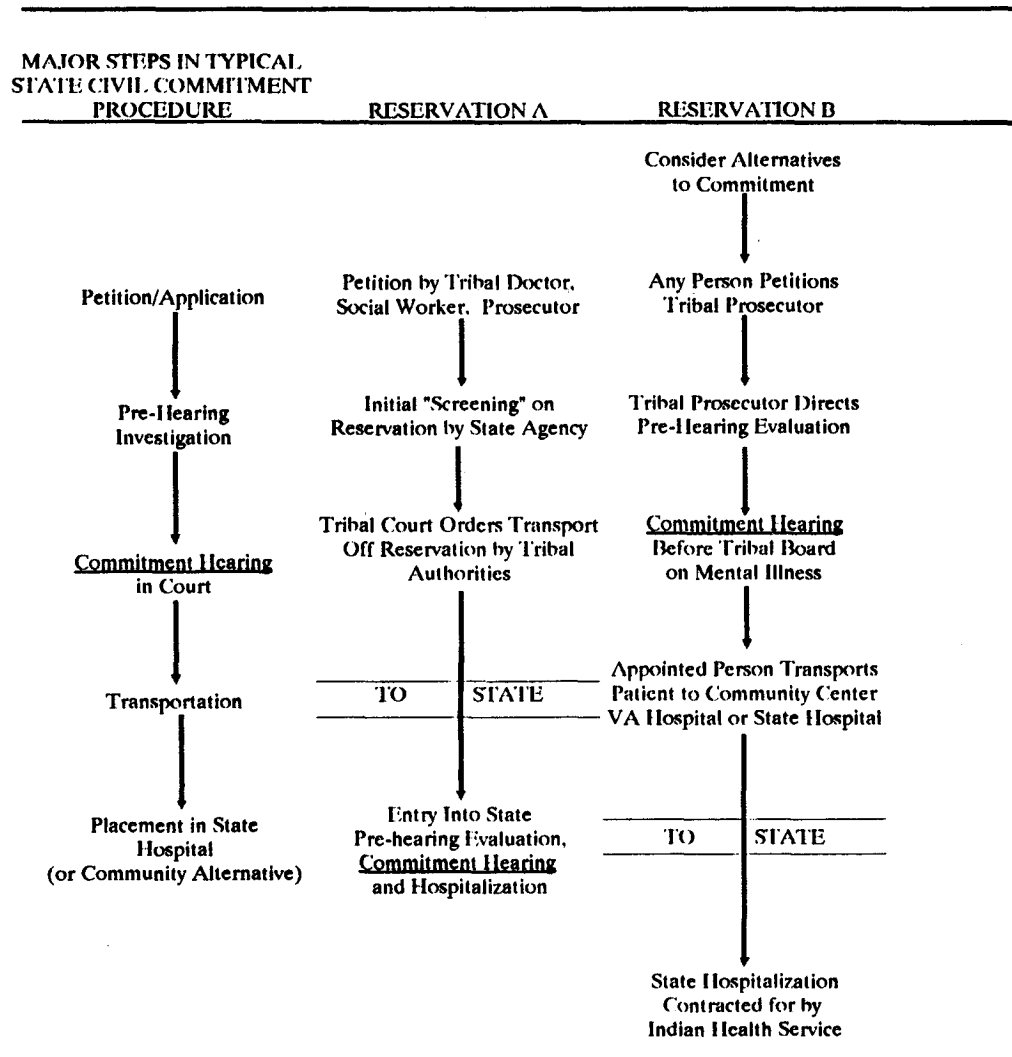 MAJOR STEPS IN TYPICAL
STATE CIVIL COMMITMENT
PROCEDURE
RESERVATION A
RESERVATION B
Petition/Application
Pre-Hearing
Investigation
Commitment Hearing
in Court
Transportation
Placement in State
Hospital
(or Community Alternative)
Petition by Tribal Doctor,
Social Worker, Prosecutor
Initial "Screening" on
Reservation by State Agency
Tribal Court Orders Transport
Off Reservation by Tribal
Authorities
TO STATE
Entry Into State
Pre-hearing Evaluation,
Commitment Hearing
and Hospitalization
Consider Alternatives
to Commitment
Any Person Petitions
Tribal Prosecutor
Tribal Prosecutor Directs
Pre-Hearing Evaluation
Commitment Hearing
Before Tribal Board
on Mental Illness
Appointed Person Transports
Patient to Community Center
VA Hospital or State Hospital
TO STATE
State Hospitalization
Contracted for by
Indian Health Service